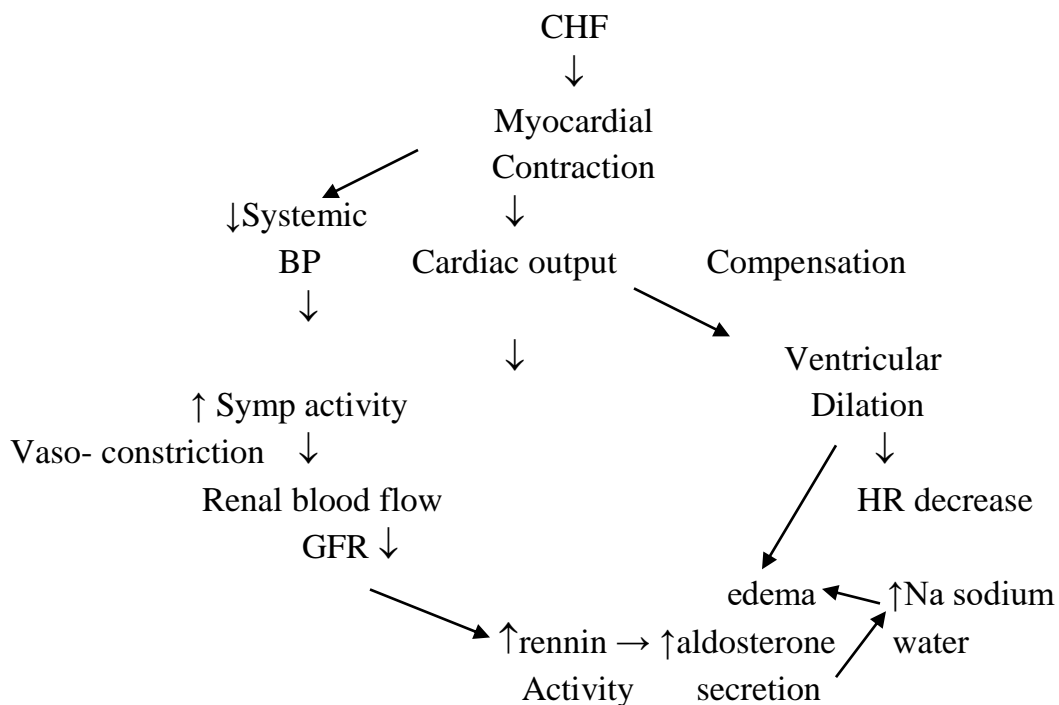 CHF
↓
Myocardial
Contraction
↓Systemic ↓
BP Cardiac output Compensation
↓
↓ Ventricular
↑ Symp activity Dilation
Vaso- constriction ↓ ↓
Renal blood flow HR decrease
GFR ↓
edema ↑Na sodium
↑rennin → ↑aldosterone water
Activity secretion